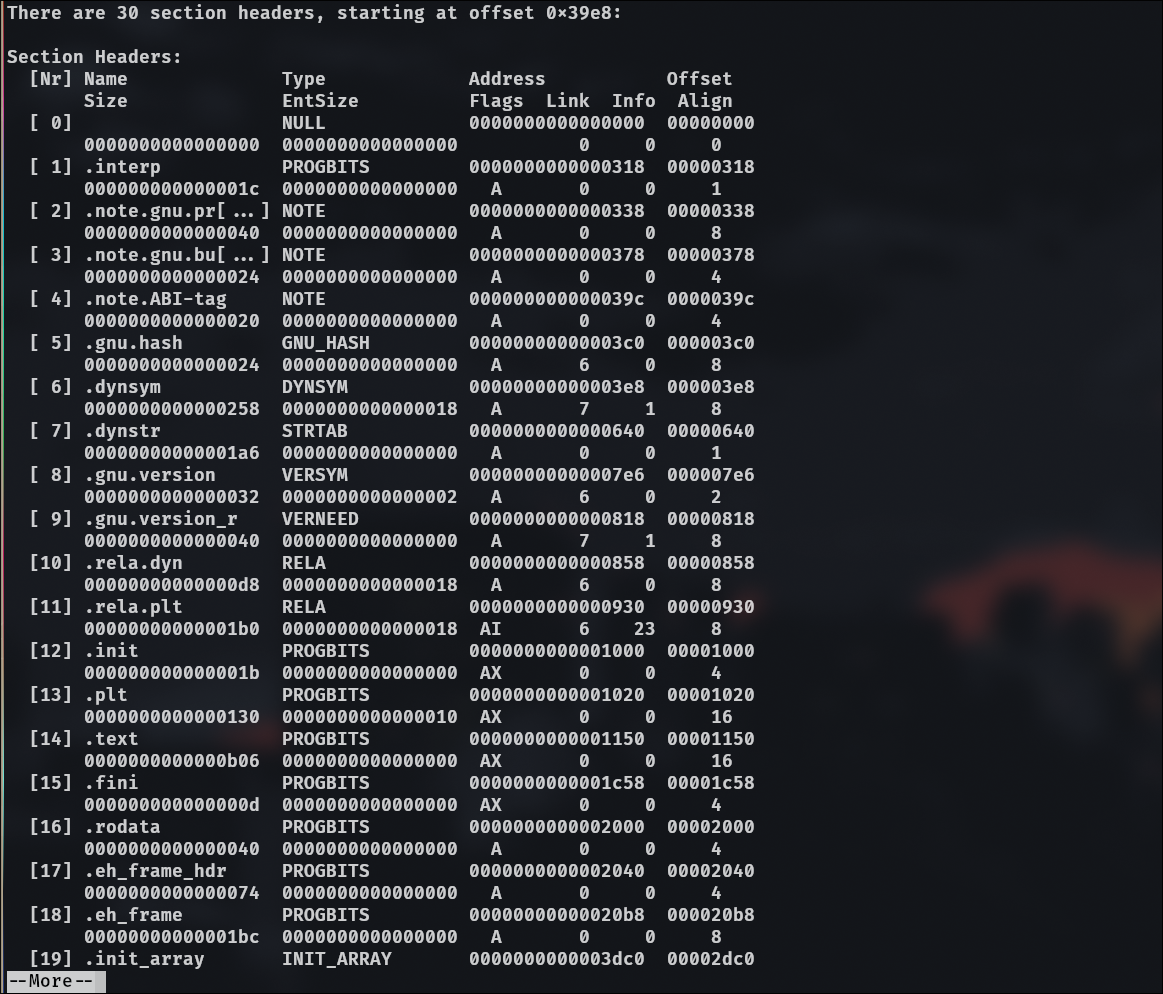 There are 30 section headers, starting at offset 0×39e8:

Section Headers:
  [Nr] Name              Type             Address           Offset
       Size              EntSize          Flags  Link  Info  Align
  [ 0]                   NULL             0000000000000000  00000000
       0000000000000000  0000000000000000           0     0     0
  [ 1] .interp           PROGBITS         0000000000000318  00000318
       000000000000001c  0000000000000000   A       0     0     1
  [ 2] .note.gnu.pr[...] NOTE             0000000000000338  00000338
       0000000000000040  0000000000000000   A       0     0     8
  [ 3] .note.gnu.bu[...] NOTE             0000000000000378  00000378
       0000000000000024  0000000000000000   A       0     0     4
  [ 4] .note.ABI-tag     NOTE             000000000000039c  0000039c
       0000000000000020  0000000000000000   A       0     0     4
  [ 5] .gnu.hash         GNU_HASH         00000000000003c0  000003c0
       0000000000000024  0000000000000000   A       6     0     8
  [ 6] .dynsym           DYNSYM           00000000000003e8  000003e8
       0000000000000258  0000000000000018   A       7     1     8
  [ 7] .dynstr           STRTAB           0000000000000640  00000640
       00000000000001a6  0000000000000000   A       0     0     1
  [ 8] .gnu.version      VERSYM           00000000000007e6  000007e6
       0000000000000032  0000000000000002   A       6     0     2
  [ 9] .gnu.version_r    VERNEED          0000000000000818  00000818
       0000000000000040  0000000000000000   A       7     1     8
  [10] .rela.dyn         RELA             0000000000000858  00000858
       00000000000000d8  0000000000000018   A       6     0     8
  [11] .rela.plt         RELA             0000000000000930  00000930
       00000000000001b0  0000000000000018  AI       6    23     8
  [12] .init             PROGBITS         0000000000001000  00001000
       000000000000001b  0000000000000000  AX       0     0     4
  [13] .plt              PROGBITS         0000000000001020  00001020
       0000000000000130  0000000000000010  AX       0     0     16
  [14] .text             PROGBITS         0000000000001150  00001150
       0000000000000b06  0000000000000000  AX       0     0     16
  [15] .fini             PROGBITS         0000000000001c58  00001c58
       000000000000000d  0000000000000000  AX       0     0     4
  [16] .rodata           PROGBITS         0000000000002000  00002000
       0000000000000040  0000000000000000   A       0     0     4
  [17] .eh_frame_hdr     PROGBITS         0000000000002040  00002040
       0000000000000074  0000000000000000   A       0     0     4
  [18] .eh_frame         PROGBITS         00000000000020b8  000020b8
       00000000000001bc  0000000000000000   A       0     0     8
  [19] .init_array       INIT_ARRAY       0000000000003dc0  00002dc0
--More--